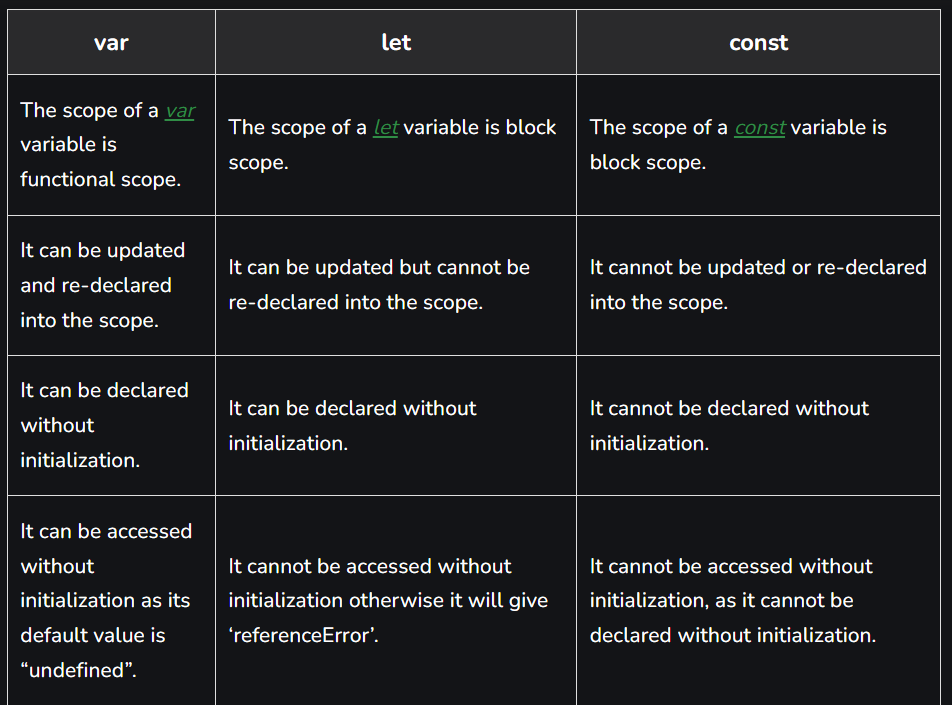 var
let
const
The scope of a var
variable is
functional scope.
The scope of a let variable is block
scope.
The scope of a const variable is
block scope.
It can be updated
and re-declared
into the scope.
It can be updated but cannot be
re-declared into the scope.
It cannot be updated or re-declared
into the scope.
It can be declared
without
initialization.
It can be declared without
initialization.
It cannot be declared without
initialization.
It can be accessed
without
initialization as its
default value is
“undefined”.
It cannot be accessed without
initialization otherwise it will give
‘referenceError’.
It cannot be accessed without
initialization, as it cannot be
declared without initialization.